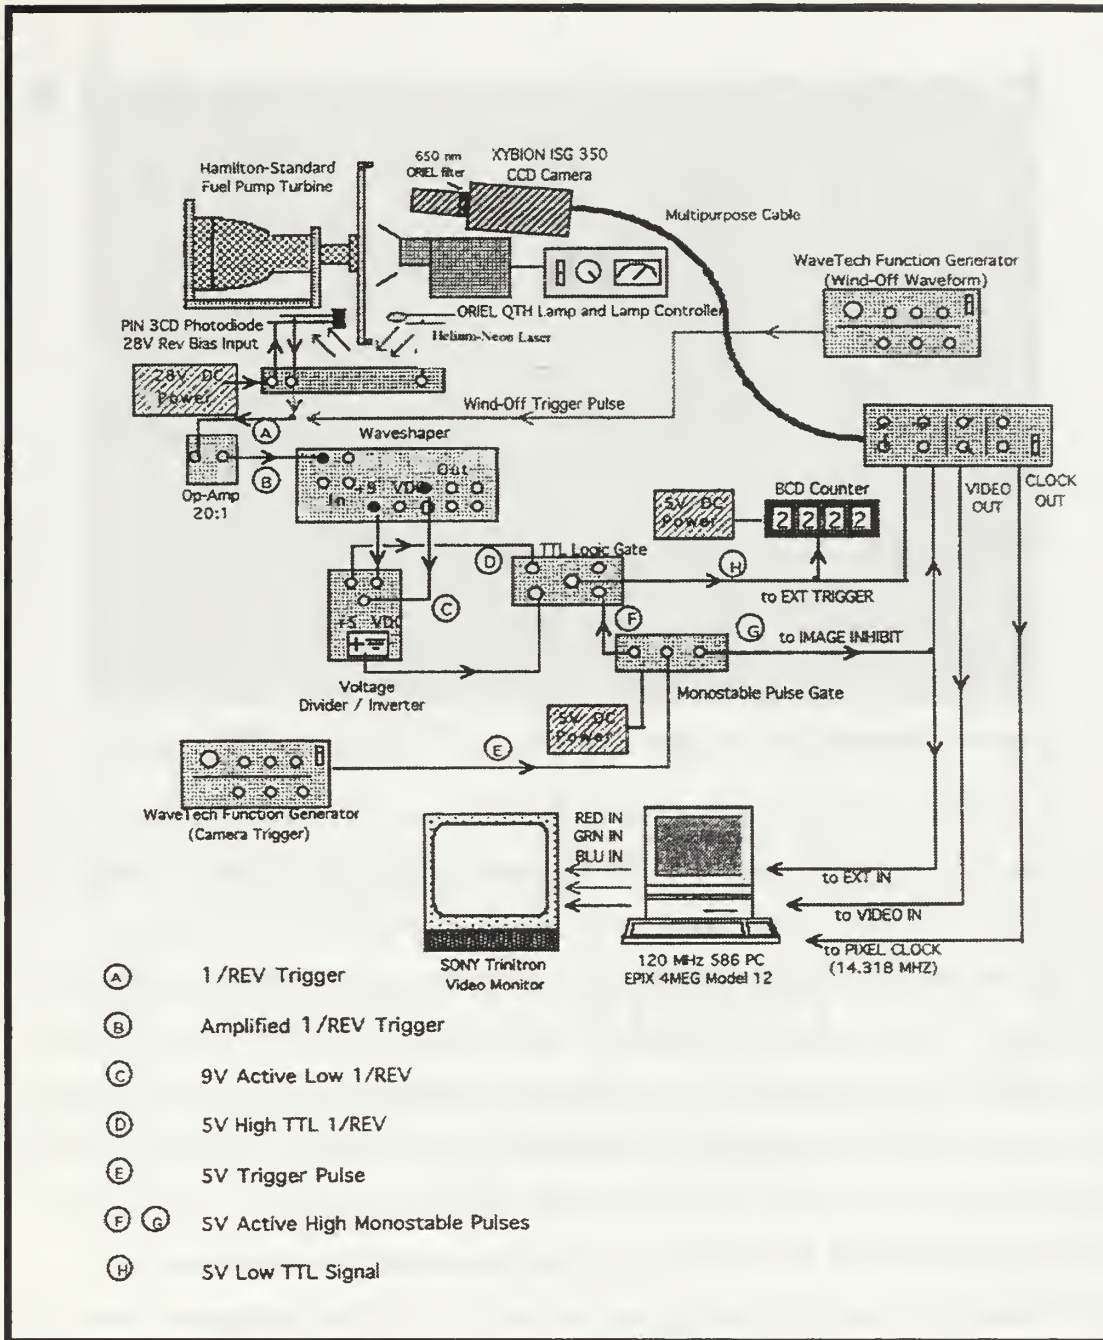 Hamilton-Standard
Fuel Pump Turbine
650 nm
ORIEL filter
XYBION ISG 350
CCD Camera
Multipurpose Cable
WaveTech Function Generator
(Wind-Off Waveform)
ORIEL QTH Lamp and Lamp Controller
PIN 3CD Photodiode
28V Rev Bias Input
Helium-Neon Laser
28V DC
Power
Wind-Off Trigger Pulse
A
Waveshaper
B
Op-Amp
20:1
In
+9 VDC
Out
5V DC
Power
BCD Counter
2 2 2 2
VIDEO
OUT
CLOCK
OUT
D
TTL Logic Gate
H
to EXT TRIGGER
C
F
G
to IMAGE INHIBIT
+5 VDC
Voltage
Divider / Inverter
Monostable Pulse Gate
5V DC
Power
E
WaveTech Function Generator
(Camera Trigger)
RED IN
GRN IN
BLU IN
to EXT IN
to VIDEO IN
to PIXEL CLOCK
(14.318 MHZ)
SONY Trinitron
Video Monitor
120 MHz 586 PC
EPIX 4MEG Model 12
A 1/REV Trigger
B Amplified 1/REV Trigger
C 9V Active Low 1/REV
D 5V High TTL 1/REV
E 5V Trigger Pulse
F G 5V Active High Monostable Pulses
H 5V Low TTL Signal